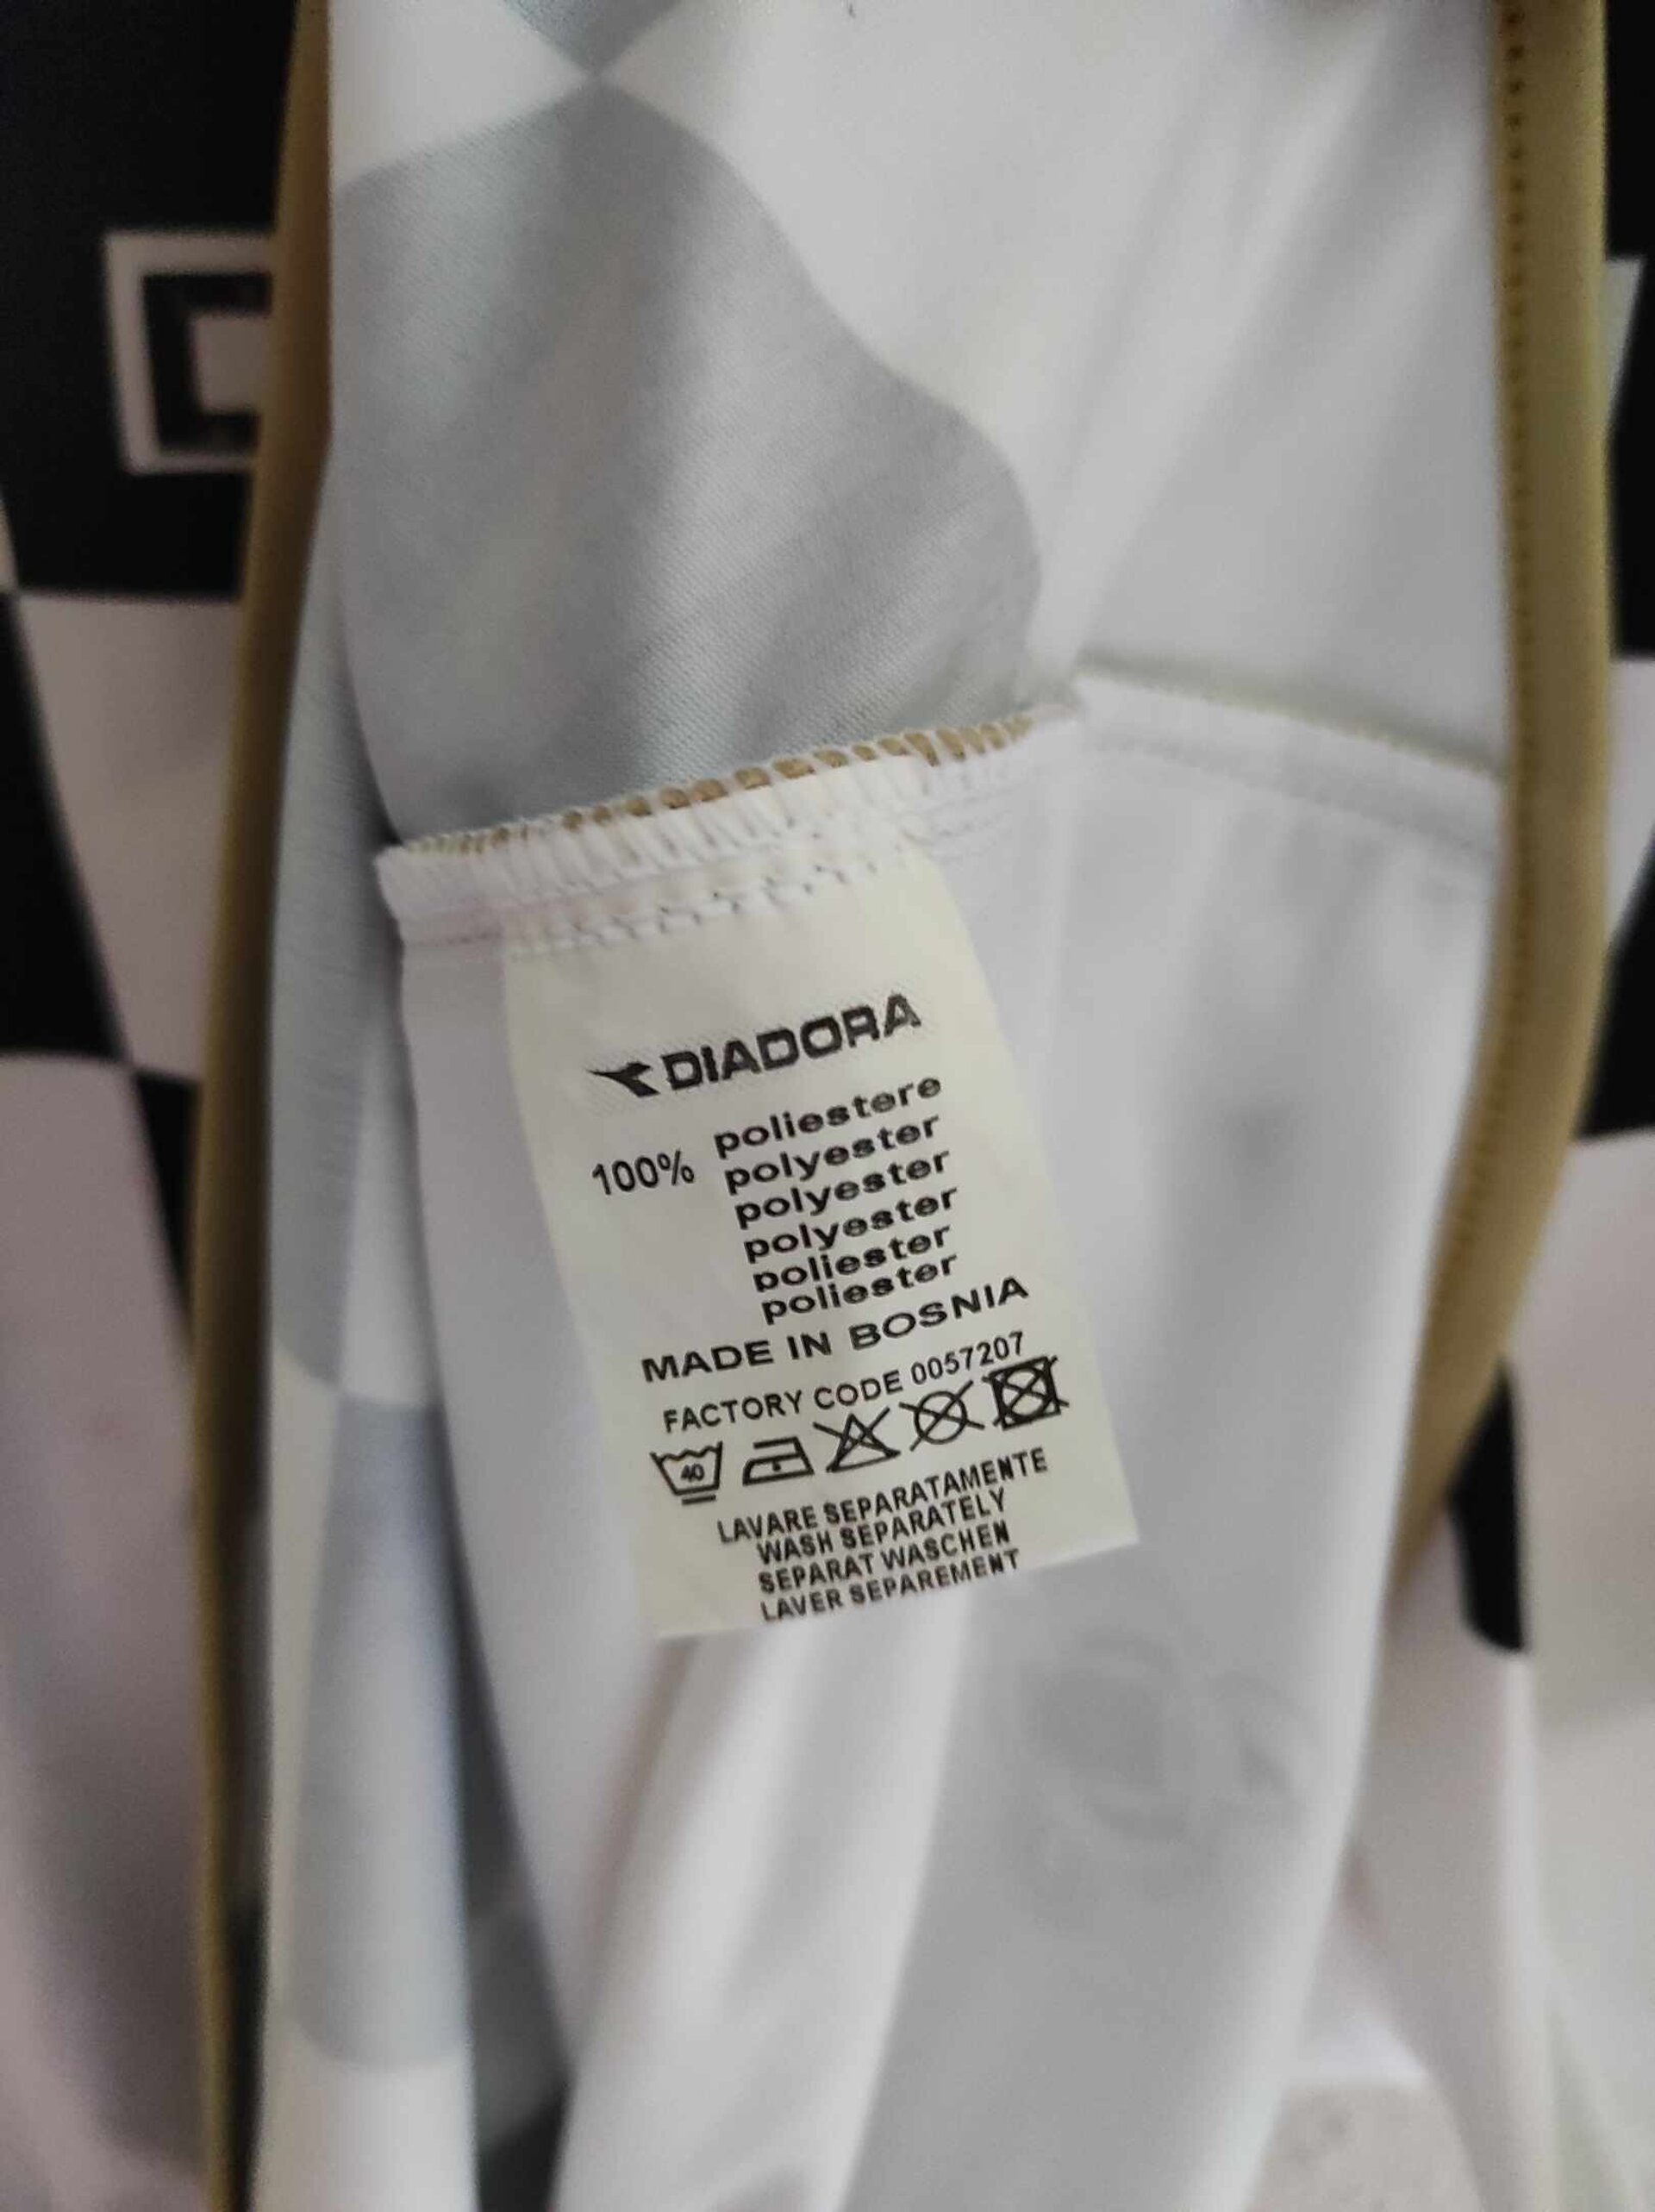 DIADORA
100% poliestere
polyester
polyester
polyester
poliester
poliester
MADE IN BOSNIA
FACTORY CODE 0057207
40
LAVARE SEPARATAMENTE
WASH SEPARATELY
SEPARAT WASCHEN
LAVER SEPAREMENT